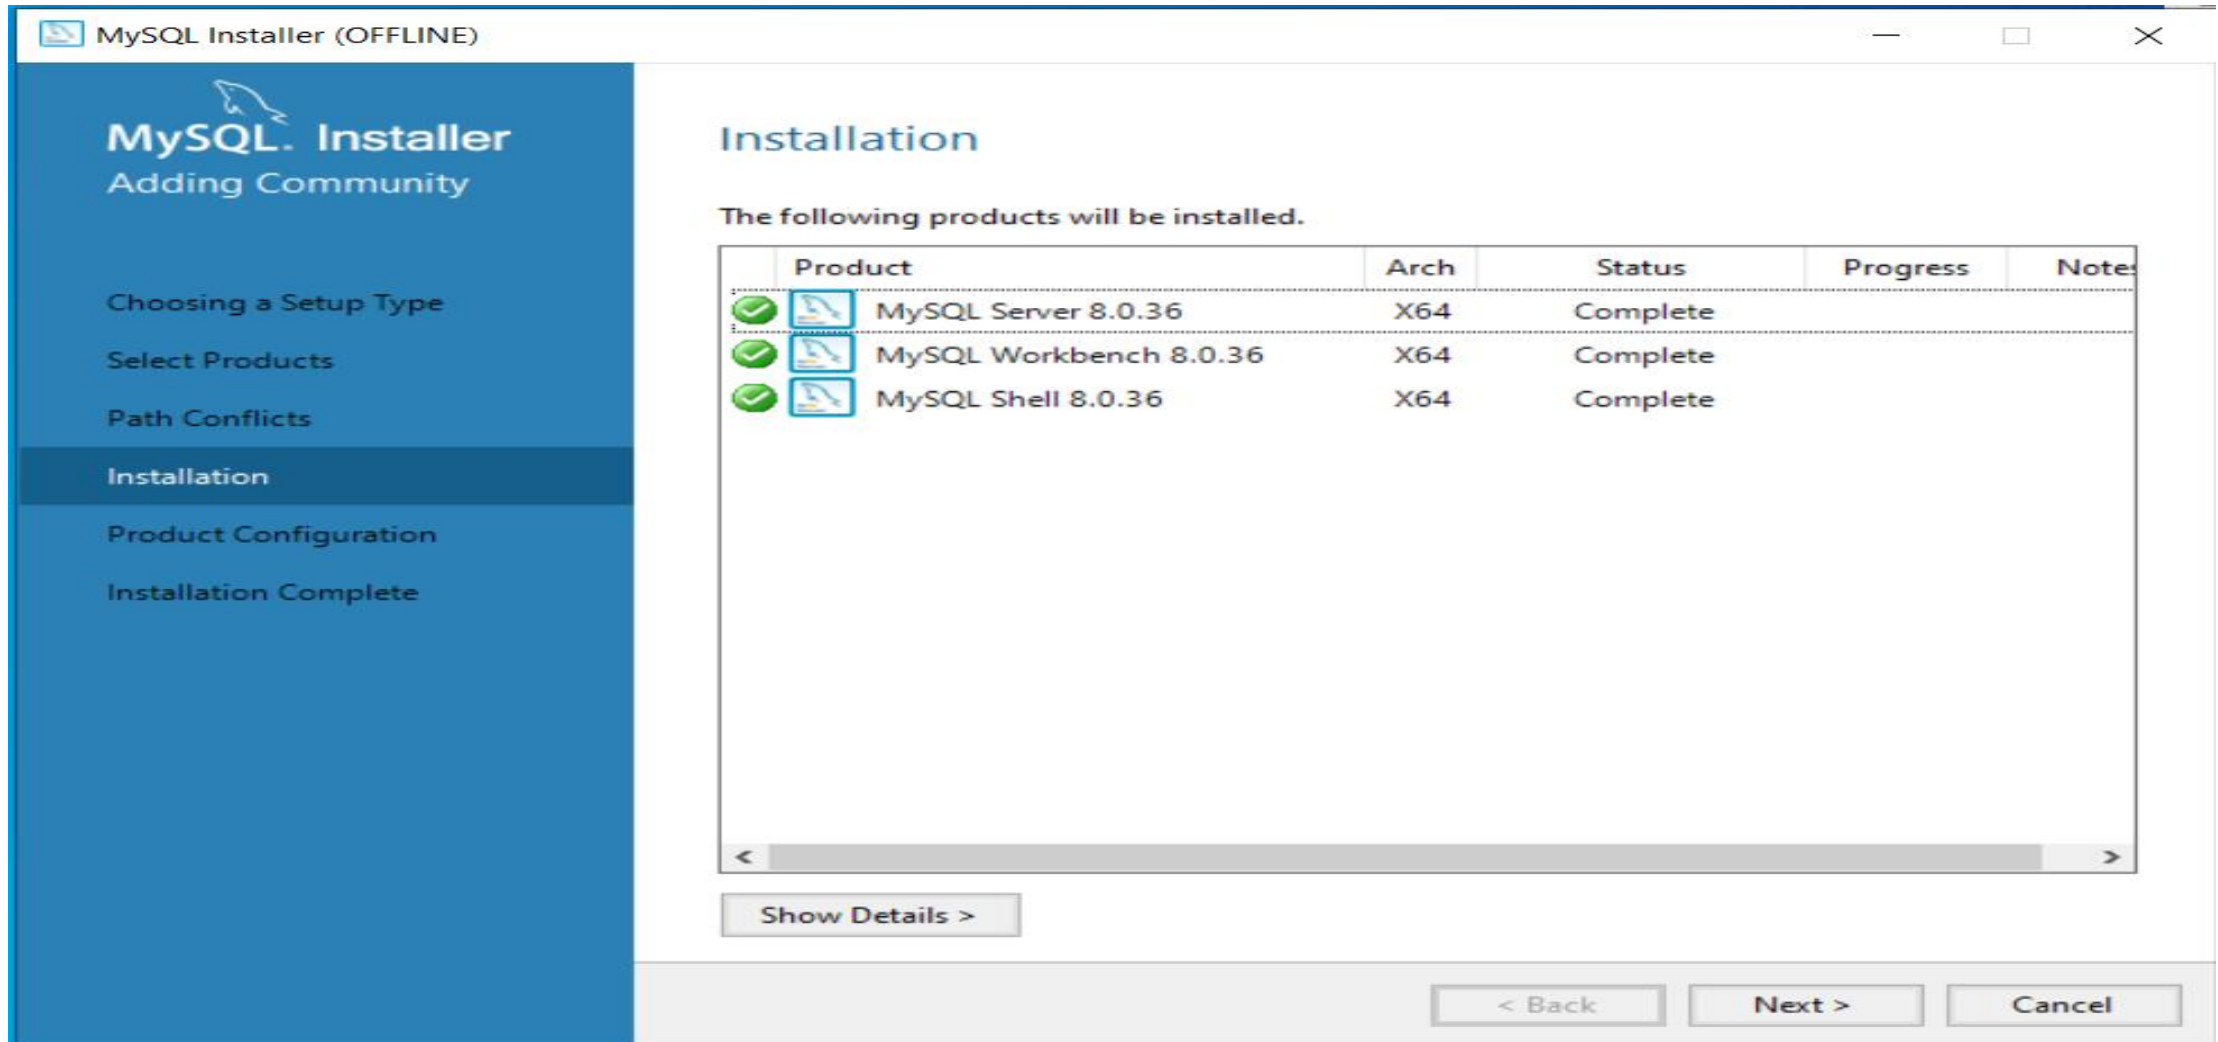 MySQL Installer (OFFLINE)
MySQL. Installer
Adding Community
Choosing a Setup Type
Select Products
Path Conflicts
Installation
Product Configuration
Installation Complete
Installation
The following products will be installed.
Product Arch Status Progress Notes
MySQL Server 8.0.36 X64 Complete
MySQL Workbench 8.0.36 X64 Complete
MySQL Shell 8.0.36 X64 Complete
Show Details >
< Back Next > Cancel